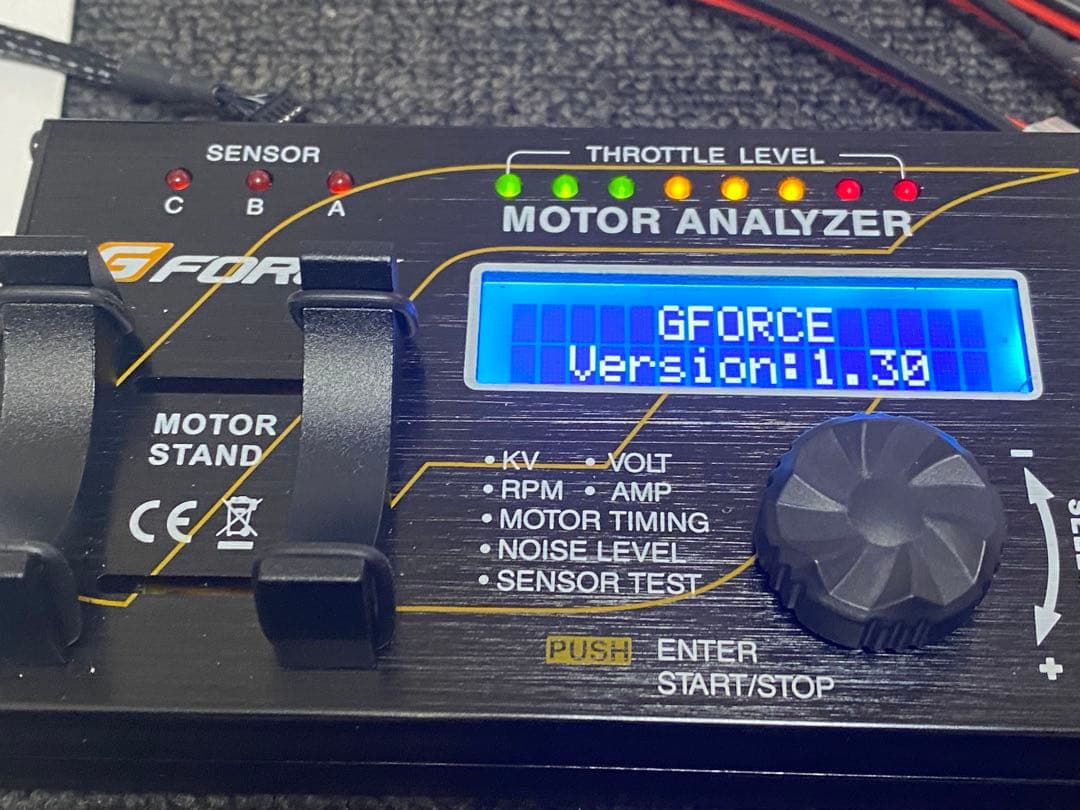 SENSOR
C B A
THROTTLE LEVEL
MOTOR ANALYZER
G FOR
GFORCE
Version:1.30
MOTOR
STAND
CE
• KV • VOLT
• RPM • AMP
• MOTOR TIMING
• NOISE LEVEL
• SENSOR TEST
PUSH ENTER
START/STOP
-
+